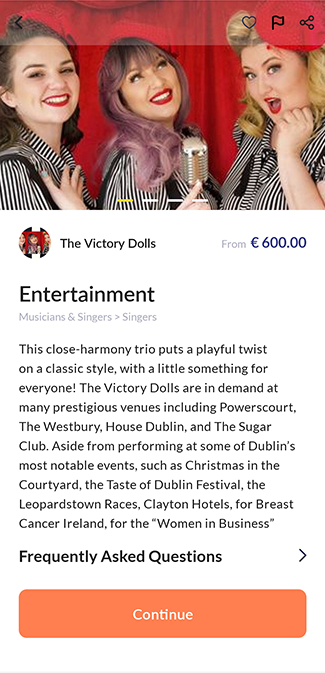 The Victory Dolls
From € 600.00
Entertainment
Musicians & Singers > Singers
This close-harmony trio puts a playful twist
on a classic style, with a little something for
everyone! The Victory Dolls are in demand at
many prestigious venues including Powerscourt,
The Westbury, House Dublin, and The Sugar
Club. Aside from performing at some of Dublin’s
most notable events, such as Christmas in the
Courtyard, the Taste of Dublin Festival, the
Leopardstown Races, Clayton Hotels, for Breast
Cancer Ireland, for the “Women in Business”
Frequently Asked Questions
Continue